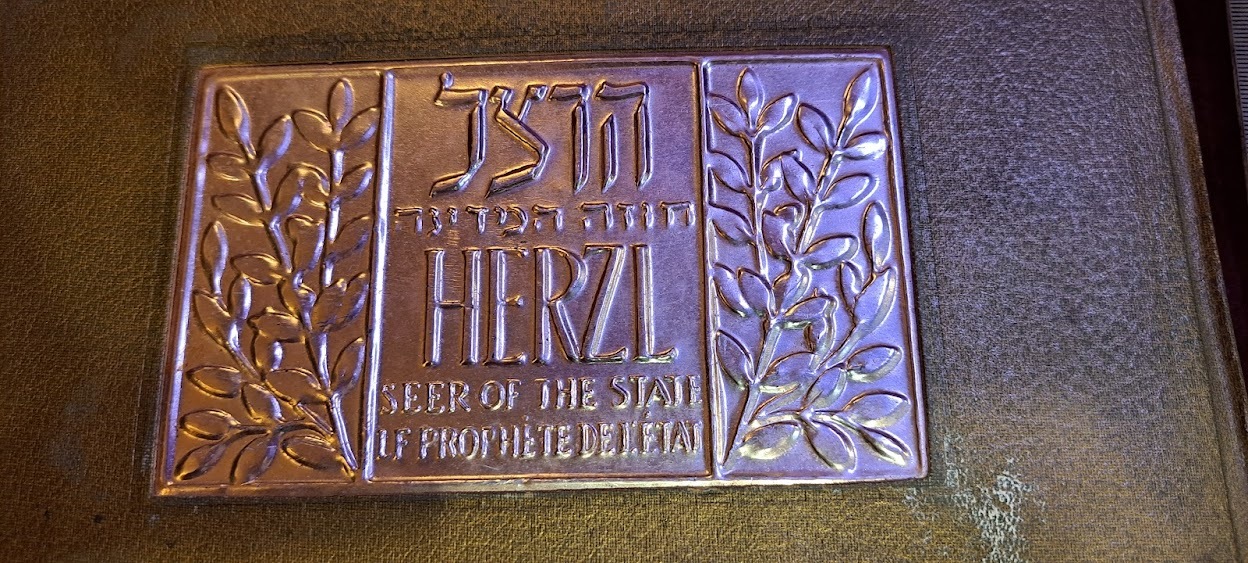 הרצל
חוזה המדינה
HERZL
SEER OF THE STATE
LE PROPHÈTE DE L'ÉTAT